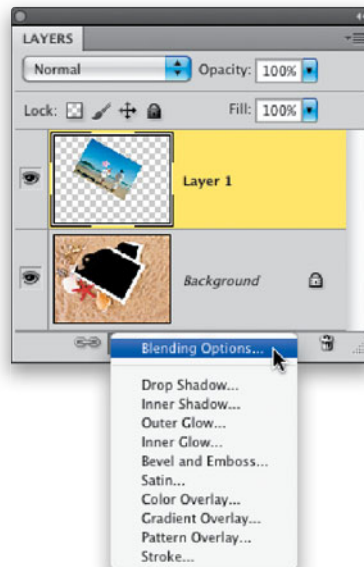 LAYERS
Normal Opacity: 100%
Lock: Fill: 100%
Layer 1
Background
Blending Options...
Drop Shadow...
Inner Shadow...
Outer Glow...
Inner Glow...
Bevel and Emboss...
Satin...
Color Overlay...
Gradient Overlay...
Pattern Overlay...
Stroke...